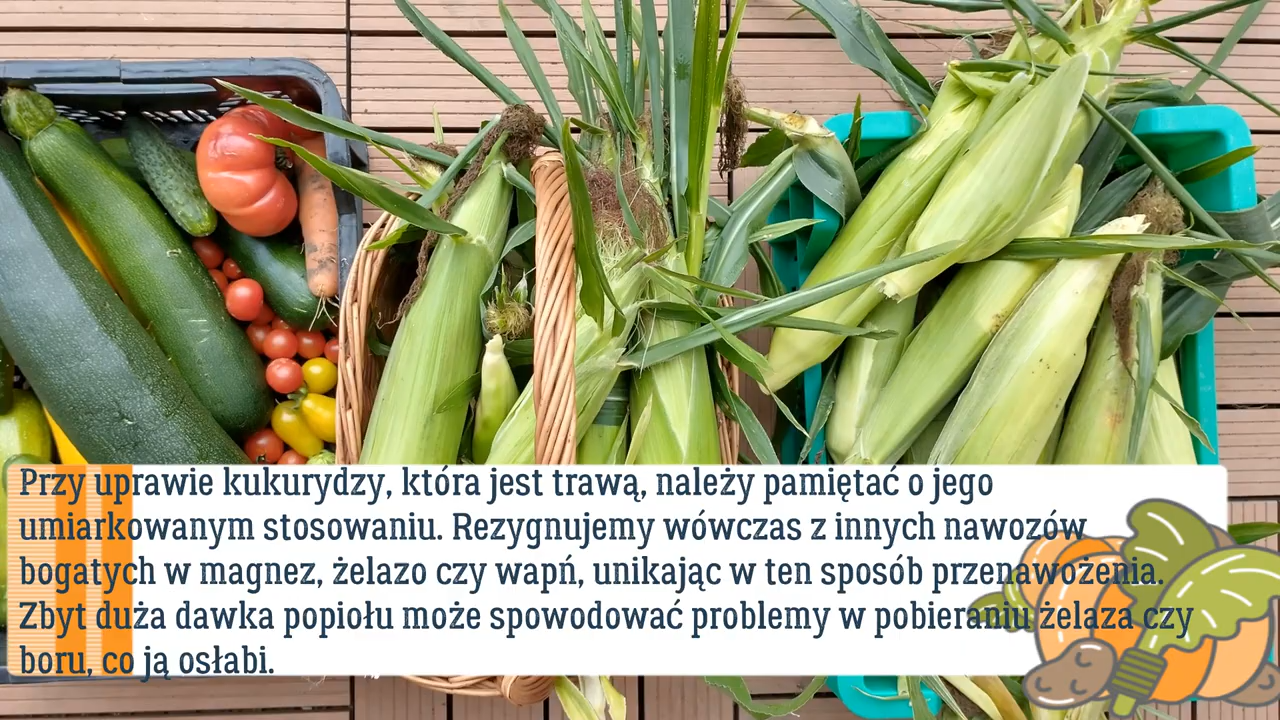 Przy uprawie kukurydzy, która jest trawą, należy pamiętać o jego
umiarkowanym stosowaniu. Rezygnujemy wówczas z innych nawozów
bogatych w magnez, żelazo czy wapń, unikając w ten sposób przenawożenia.
Zbyt duża dawka popiołu może spowodować problemy w pobieraniu żelaza czy
boru, co ją osłabi.